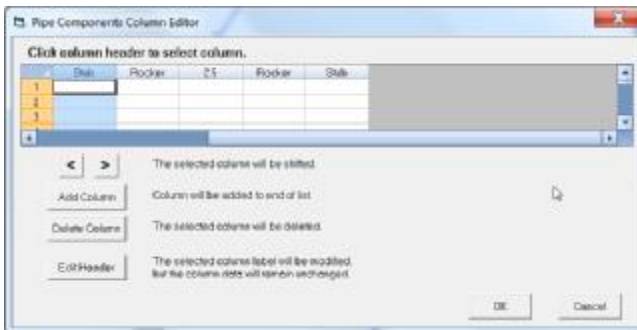 Pipe Components Column Editor
Click column header to select column.
Stub Rocker 2.5 Rocker Stub
1
2
3
< > The selected column will be shifted.
Add Column Column will be added to end of list
Delete Column The selected column will be deleted.
Edit Header The selected column label will be modified,
but the column data will remain unchanged.
OK Cancel